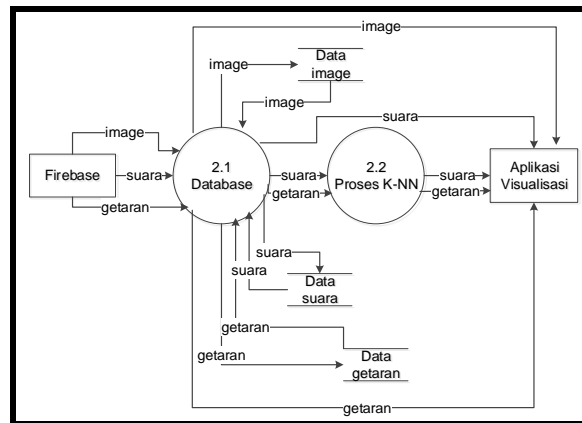 image
image
Data
image
image
image
suara
Firebase
suara
getaran
2.1
Database
suara
getaran
2.2
Proses K-NN
suara
getaran
Aplikasi
Visualisasi
suara
suara
Data
suara
getaran
getaran
Data
getaran
getaran